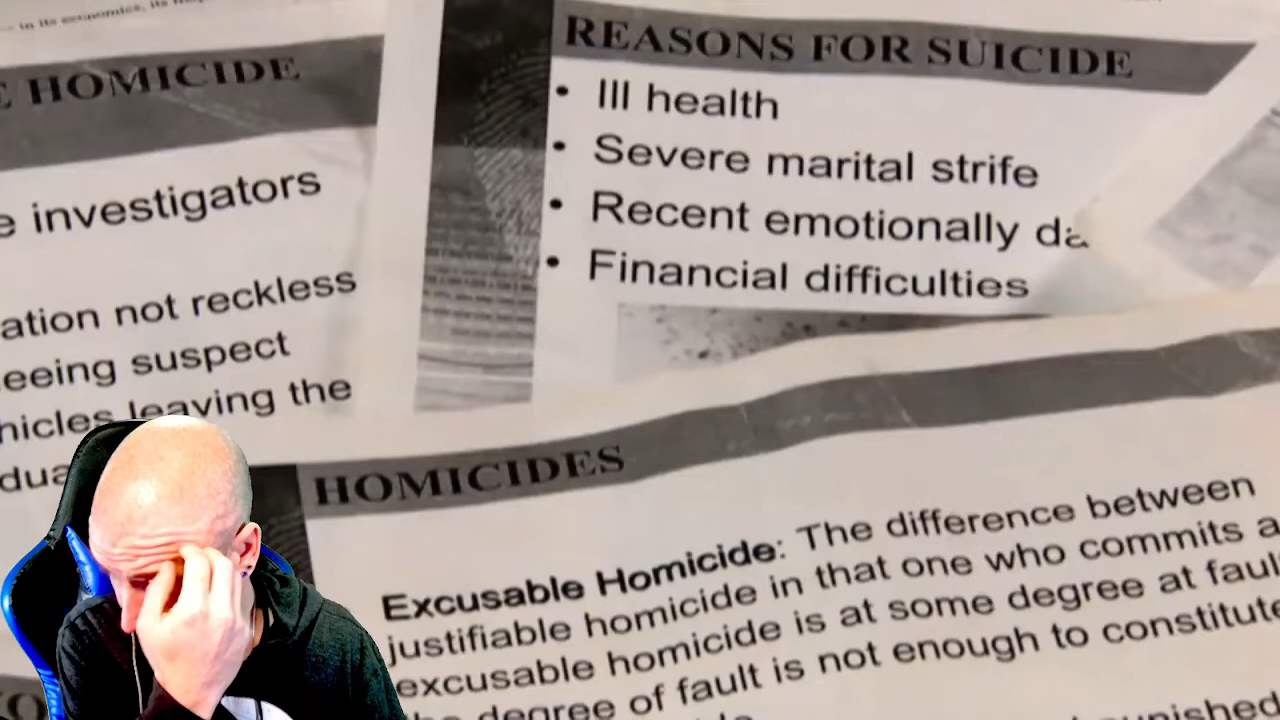 — in its economics, its
E HOMICIDE
e investigators
ation not reckless
eeing suspect
hicles leaving the
dua
REASONS FOR SUICIDE
• Ill health
• Severe marital strife
• Recent emotionally da
• Financial difficulties
HOMICIDES
Excusable Homicide: The difference between
justifiable homicide in that one who commits a
excusable homicide is at some degree at faul
degree of fault is not enough to constitute